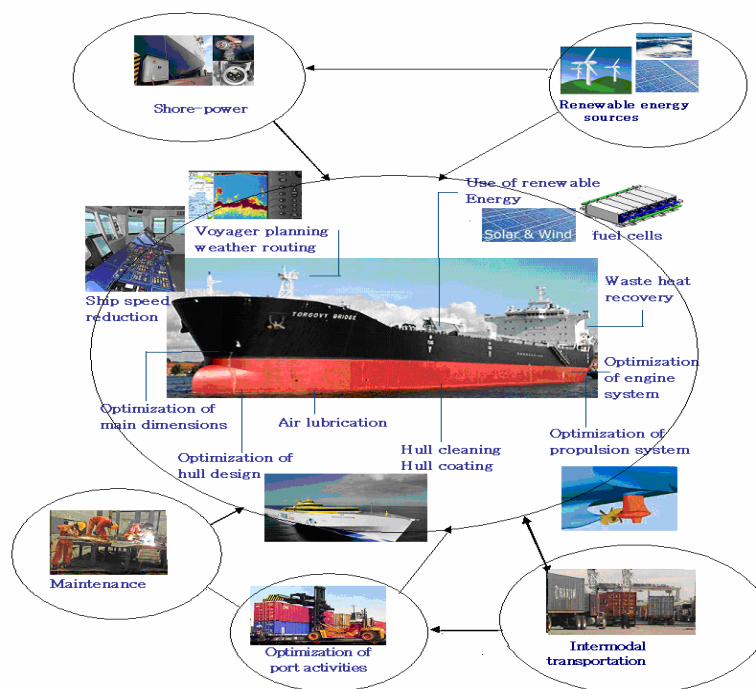 Shore-power
Renewable energy
sources
Use of renewable
Energy
Solar & Wind
fuel cells
Voyager planning
weather routing
Ship speed
reduction
Waste heat
recovery
TORGOVY BRIDGE
Optimization
of engine
system
Optimization of
main dimensions
Air lubrication
Optimization of
hull design
Hull cleaning
Hull coating
Optimization of
propulsion system
Maintenance
Optimization of
port activities
Intermodal
transportation